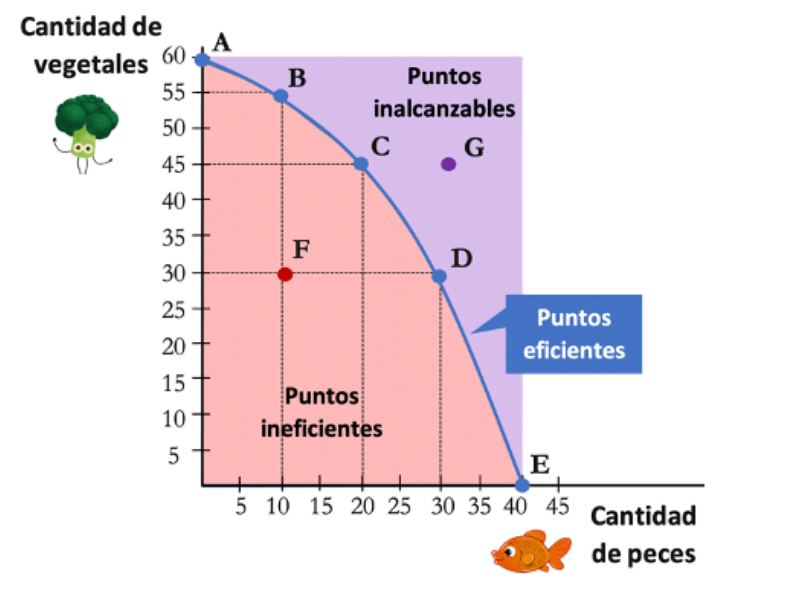 Cantidad de
vegetales
60
55
50
45
40
35
30
25
20
15
10
5
A
B
C
D
E
F
G
Puntos
inalcanzables
Puntos
eficientes
Puntos
ineficientes
5 10 15 20 25 30 35 40 45
Cantidad
de peces